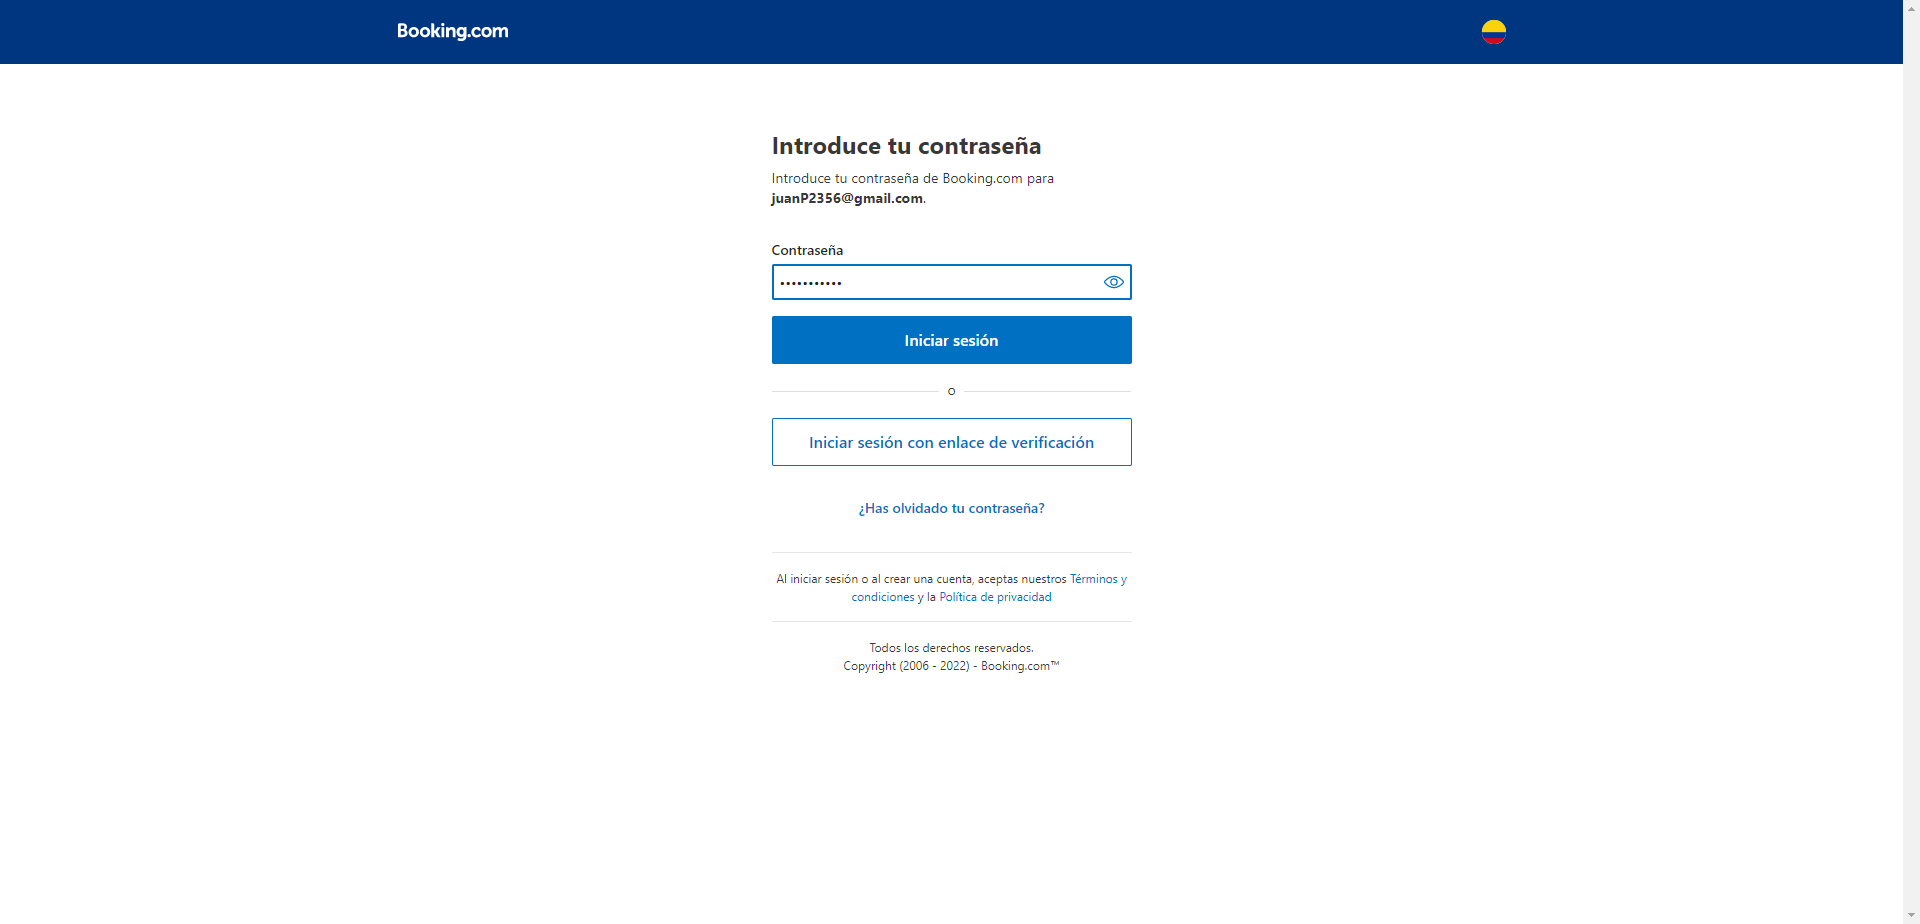 Booking.com
Introduce tu contraseña
Introduce tu contraseña de Booking.com para
juanP2356@gmail.com.
Contraseña
•••••••••••
Iniciar sesión
o
Iniciar sesión con enlace de verificación
¿Has olvidado tu contraseña?
Al iniciar sesión o al crear una cuenta, aceptas nuestros Términos y
condiciones y la Política de privacidad
Todos los derechos reservados.
Copyright (2006 - 2022) - Booking.com™